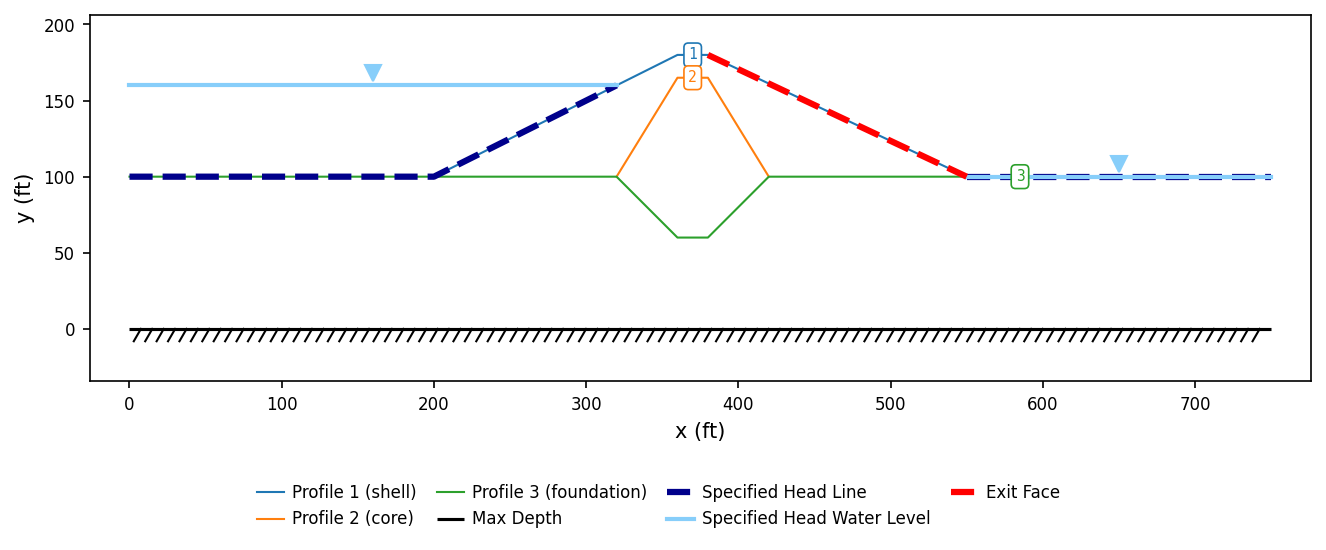 200
150
100
50
0
y (ft)
1
2
3
0 100 200 300 400 500 600 700
x (ft)
Profile 1 (shell) Profile 3 (foundation) Specified Head Line Exit Face
Profile 2 (core) Max Depth Specified Head Water Level